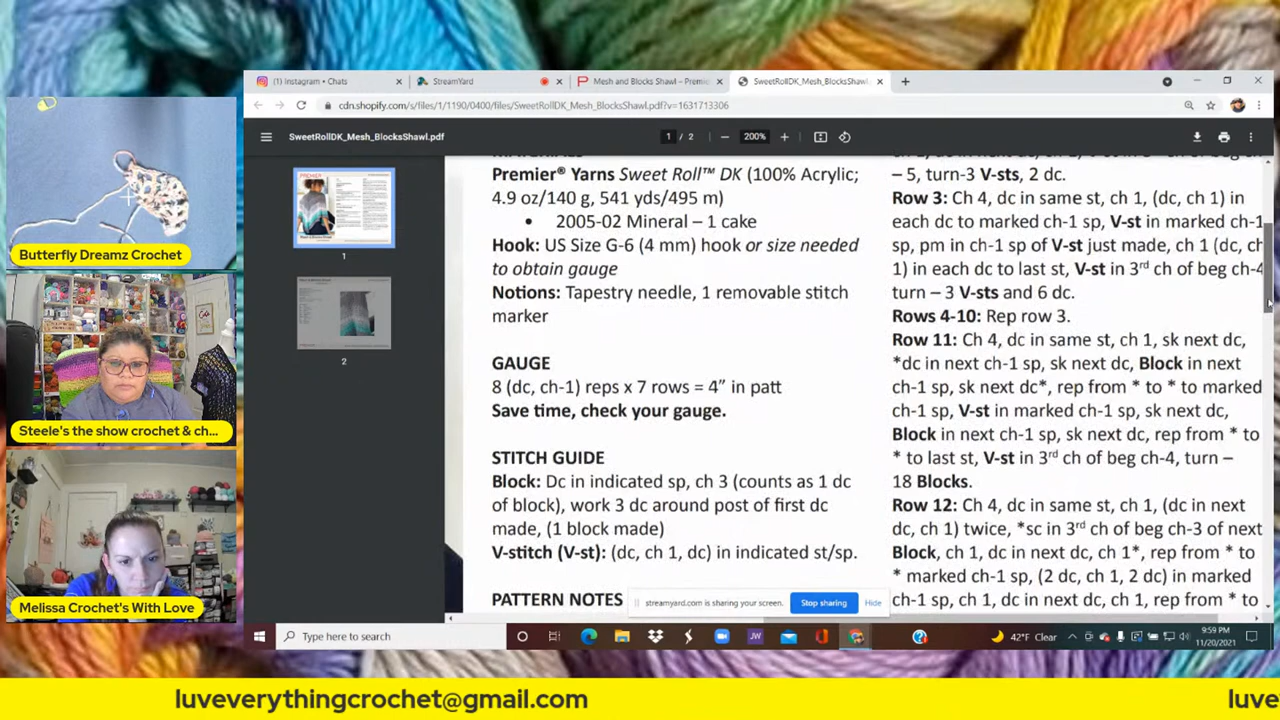 (1) Instagram • Chats
StreamYard
Mesh and Blocks Shawl – Premie
SweetRollDK_Mesh_BlocksShawl.
cdn.shopify.com/s/files/1/1190/0400/files/SweetRollDK_Mesh_BlocksShawl.pdf?v=1631713306
SweetRollDK_Mesh_BlocksShawl.pdf
1 / 2
200%
1
2
Premier® Yarns Sweet Roll™ DK (100% Acrylic;
4.9 oz/140 g, 541 yds/495 m)
• 2005-02 Mineral – 1 cake
Hook: US Size G-6 (4 mm) hook or size needed
to obtain gauge
Notions: Tapestry needle, 1 removable stitch
marker
GAUGE
8 (dc, ch-1) reps x 7 rows = 4” in patt
Save time, check your gauge.
STITCH GUIDE
Block: Dc in indicated sp, ch 3 (counts as 1 dc
of block), work 3 dc around post of first dc
made, (1 block made)
V-stitch (V-st): (dc, ch 1, dc) in indicated st/sp.
PATTERN NOTES
– 5, turn-3 V-sts, 2 dc.
Row 3: Ch 4, dc in same st, ch 1, (dc, ch 1) in
each dc to marked ch-1 sp, V-st in marked ch-1
sp, pm in ch-1 sp of V-st just made, ch 1 (dc, ch
1) in each dc to last st, V-st in 3rd ch of beg ch-4
turn – 3 V-sts and 6 dc.
Rows 4-10: Rep row 3.
Row 11: Ch 4, dc in same st, ch 1, sk next dc,
*dc in next ch-1 sp, sk next dc, Block in next
ch-1 sp, sk next dc*, rep from * to * to marked
ch-1 sp, V-st in marked ch-1 sp, sk next dc,
Block in next ch-1 sp, sk next dc, rep from * to
* to last st, V-st in 3rd ch of beg ch-4, turn –
18 Blocks.
Row 12: Ch 4, dc in same st, ch 1, (dc in next
dc, ch 1) twice, *sc in 3rd ch of beg ch-3 of next
Block, ch 1, dc in next dc, ch 1*, rep from * to
* marked ch-1 sp, (2 dc, ch 1, 2 dc) in marked
ch-1 sp, ch 1, dc in next dc, ch 1, rep from * to
streamyard.com is sharing your screen.
Stop sharing
Hide
Type here to search
JW
42°F Clear
9:59 PM
11/20/2021
Butterfly Dreamz Crochet
Steele's the show crochet & ch...
Melissa Crochet's With Love
luveverythingcrochet@gmail.com
luve